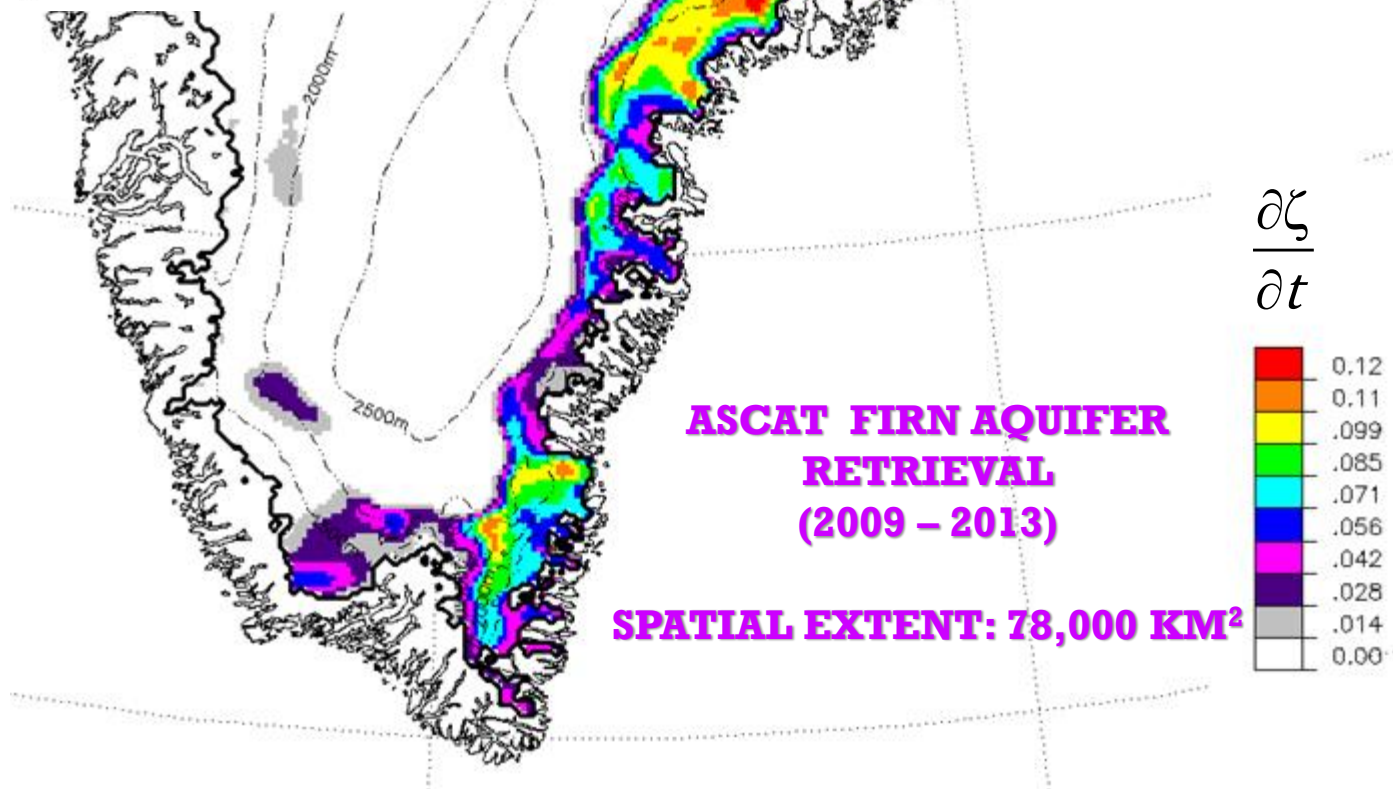 2000m
2500m
ASCAT FIRN AQUIFER
RETRIEVAL
(2009 – 2013)
SPATIAL EXTENT: 78,000 KM²
∂ζ
∂t
0.12
0.11
.099
.085
.071
.056
.042
.028
.014
0.00